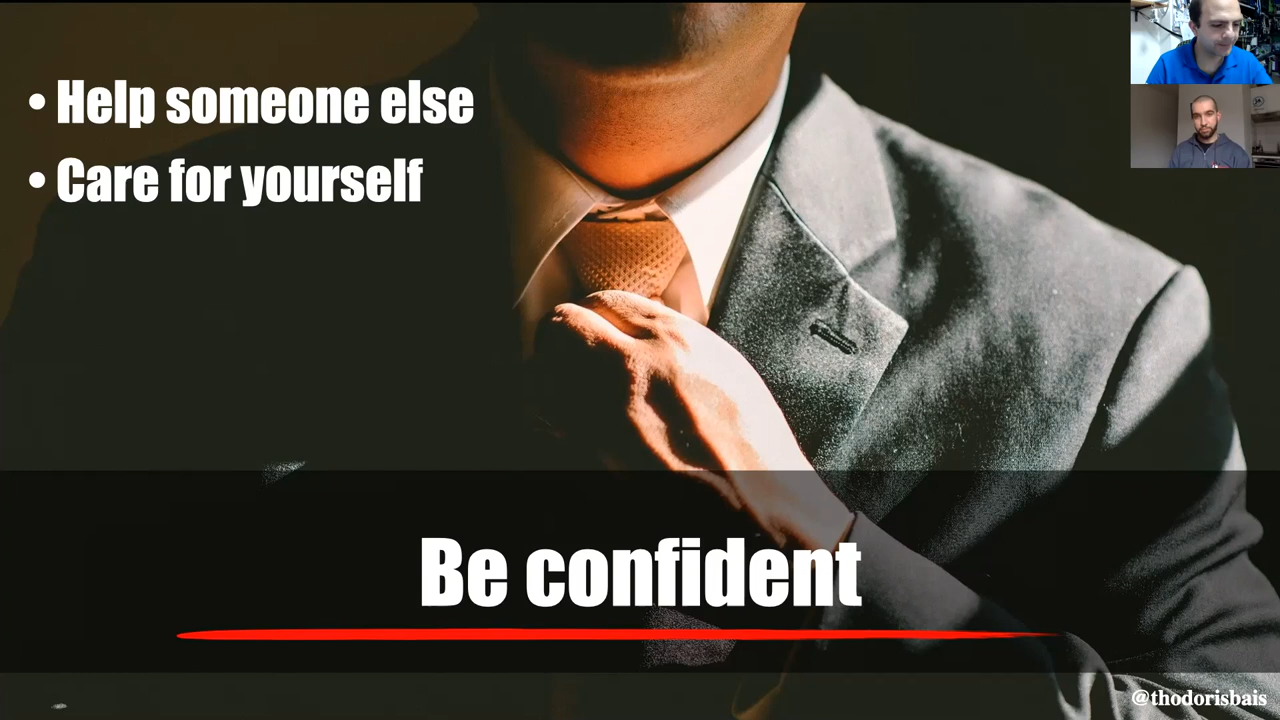 • Help someone else
• Care for yourself
Be confident
@thodorisbais